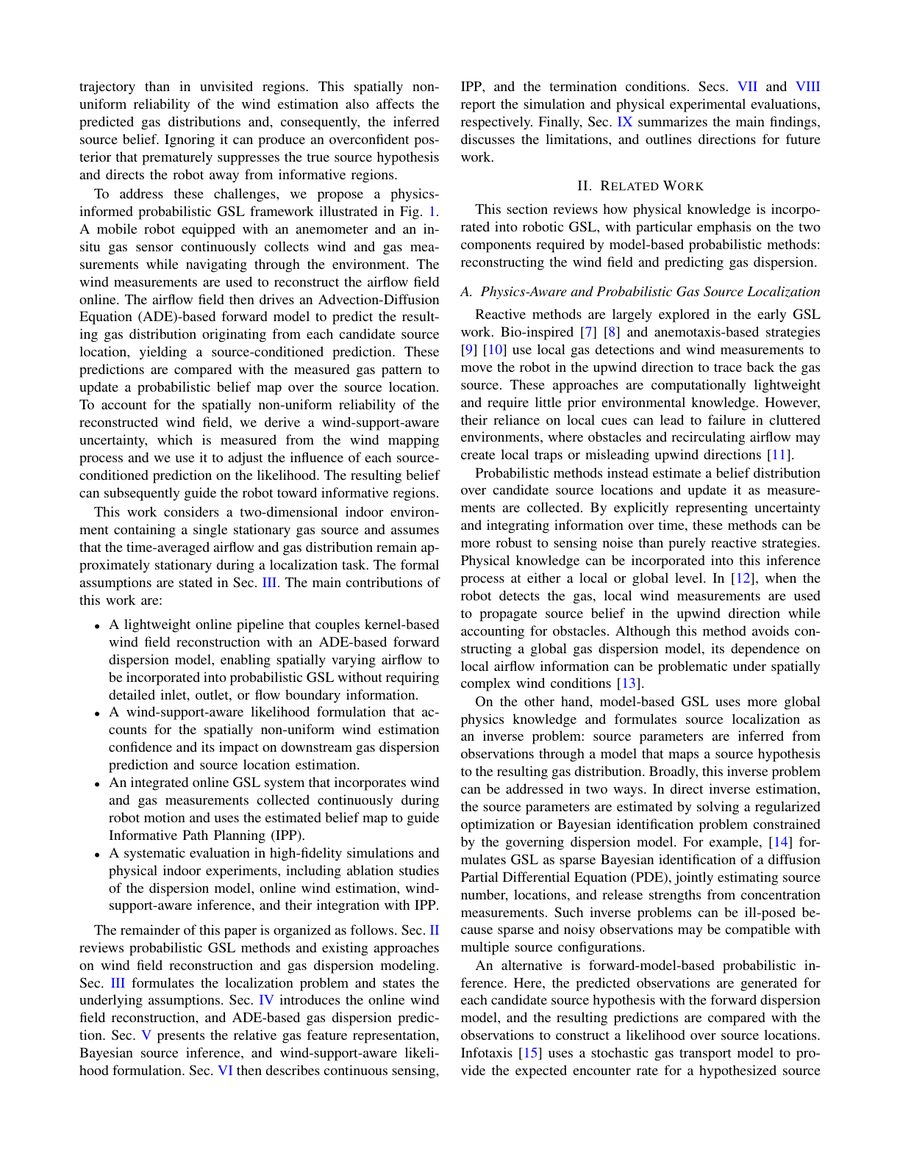 trajectory than in unvisited regions. This spatially non-
uniform reliability of the wind estimation also affects the
predicted gas distributions and, consequently, the inferred
source belief. Ignoring it can produce an overconfident pos-
terior that prematurely suppresses the true source hypothesis
and directs the robot away from informative regions.
To address these challenges, we propose a physics-
informed probabilistic GSL framework illustrated in Fig. 1.
A mobile robot equipped with an anemometer and an in-
situ gas sensor continuously collects wind and gas mea-
surements while navigating through the environment. The
wind measurements are used to reconstruct the airflow field
online. The airflow field then drives an Advection-Diffusion
Equation (ADE)-based forward model to predict the result-
ing gas distribution originating from each candidate source
location, yielding a source-conditioned prediction. These
predictions are compared with the measured gas pattern to
update a probabilistic belief map over the source location.
To account for the spatially non-uniform reliability of the
reconstructed wind field, we derive a wind-support-aware
uncertainty, which is measured from the wind mapping
process and we use it to adjust the influence of each source-
conditioned prediction on the likelihood. The resulting belief
can subsequently guide the robot toward informative regions.
This work considers a two-dimensional indoor environ-
ment containing a single stationary gas source and assumes
that the time-averaged airflow and gas distribution remain ap-
proximately stationary during a localization task. The formal
assumptions are stated in Sec. III. The main contributions of
this work are:
• A lightweight online pipeline that couples kernel-based
wind field reconstruction with an ADE-based forward
dispersion model, enabling spatially varying airflow to
be incorporated into probabilistic GSL without requiring
detailed inlet, outlet, or flow boundary information.
• A wind-support-aware likelihood formulation that ac-
counts for the spatially non-uniform wind estimation
confidence and its impact on downstream gas dispersion
prediction and source location estimation.
• An integrated online GSL system that incorporates wind
and gas measurements collected continuously during
robot motion and uses the estimated belief map to guide
Informative Path Planning (IPP).
• A systematic evaluation in high-fidelity simulations and
physical indoor experiments, including ablation studies
of the dispersion model, online wind estimation, wind-
support-aware inference, and their integration with IPP.
The remainder of this paper is organized as follows. Sec. II
reviews probabilistic GSL methods and existing approaches
on wind field reconstruction and gas dispersion modeling.
Sec. III formulates the localization problem and states the
underlying assumptions. Sec. IV introduces the online wind
field reconstruction, and ADE-based gas dispersion predic-
tion. Sec. V presents the relative gas feature representation,
Bayesian source inference, and wind-support-aware likeli-
hood formulation. Sec. VI then describes continuous sensing,
IPP, and the termination conditions. Secs. VII and VIII
report the simulation and physical experimental evaluations,
respectively. Finally, Sec. IX summarizes the main findings,
discusses the limitations, and outlines directions for future
work.
II. RELATED WORK
This section reviews how physical knowledge is incorpo-
rated into robotic GSL, with particular emphasis on the two
components required by model-based probabilistic methods:
reconstructing the wind field and predicting gas dispersion.
A. Physics-Aware and Probabilistic Gas Source Localization
Reactive methods are largely explored in the early GSL
work. Bio-inspired [7] [8] and anemotaxis-based strategies
[9] [10] use local gas detections and wind measurements to
move the robot in the upwind direction to trace back the gas
source. These approaches are computationally lightweight
and require little prior environmental knowledge. However,
their reliance on local cues can lead to failure in cluttered
environments, where obstacles and recirculating airflow may
create local traps or misleading upwind directions [11].
Probabilistic methods instead estimate a belief distribution
over candidate source locations and update it as measure-
ments are collected. By explicitly representing uncertainty
and integrating information over time, these methods can be
more robust to sensing noise than purely reactive strategies.
Physical knowledge can be incorporated into this inference
process at either a local or global level. In [12], when the
robot detects the gas, local wind measurements are used
to propagate source belief in the upwind direction while
accounting for obstacles. Although this method avoids con-
structing a global gas dispersion model, its dependence on
local airflow information can be problematic under spatially
complex wind conditions [13].
On the other hand, model-based GSL uses more global
physics knowledge and formulates source localization as
an inverse problem: source parameters are inferred from
observations through a model that maps a source hypothesis
to the resulting gas distribution. Broadly, this inverse problem
can be addressed in two ways. In direct inverse estimation,
the source parameters are estimated by solving a regularized
optimization or Bayesian identification problem constrained
by the governing dispersion model. For example, [14] for-
mulates GSL as sparse Bayesian identification of a diffusion
Partial Differential Equation (PDE), jointly estimating source
number, locations, and release strengths from concentration
measurements. Such inverse problems can be ill-posed be-
cause sparse and noisy observations may be compatible with
multiple source configurations.
An alternative is forward-model-based probabilistic in-
ference. Here, the predicted observations are generated for
each candidate source hypothesis with the forward dispersion
model, and the resulting predictions are compared with the
observations to construct a likelihood over source locations.
Infotaxis [15] uses a stochastic gas transport model to pro-
vide the expected encounter rate for a hypothesized source